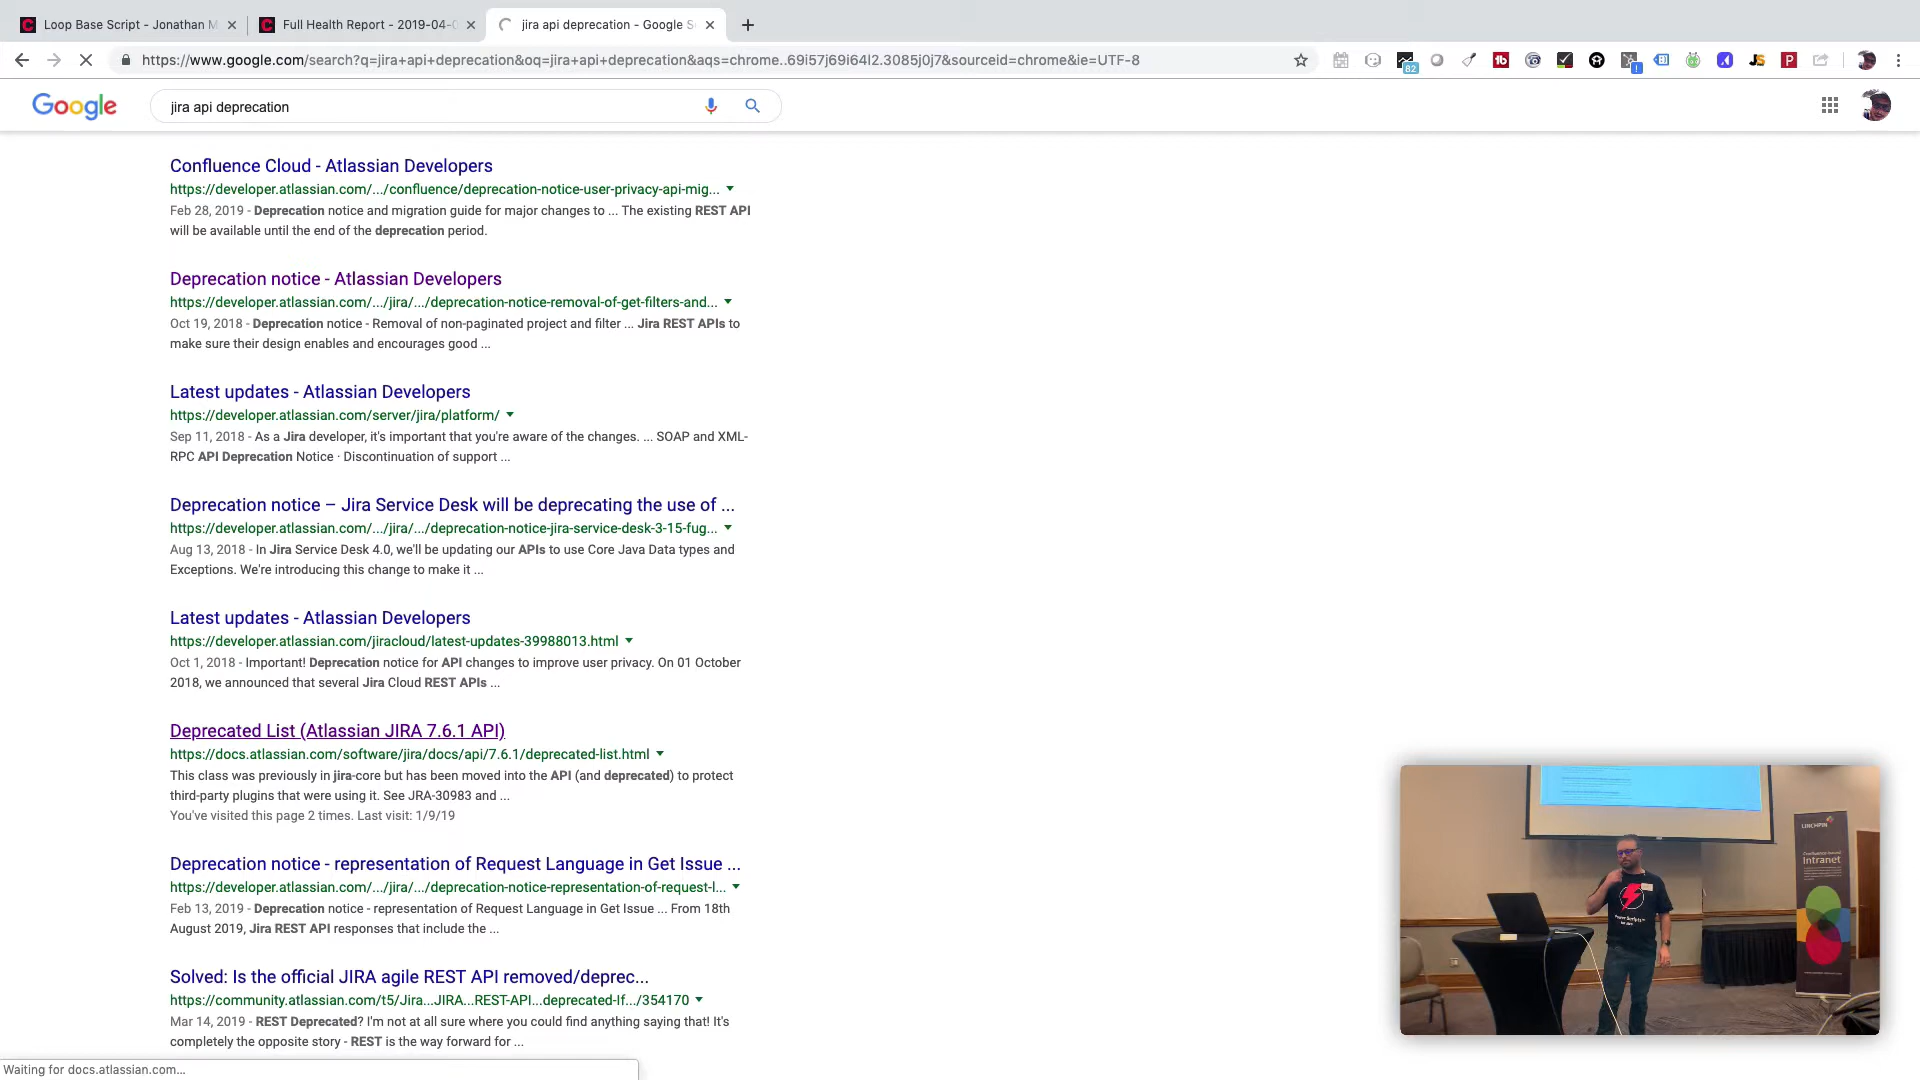 Loop Base Script - Jonathan M
Full Health Report - 2019-04-0
jira api deprecation - Google S
https://www.google.com/search?q=jira+api+deprecation&oq=jira+api+deprecation&aqs=chrome..69i57j69i64l2.3085j0j7&sourceid=chrome&ie=UTF-8
82
Google
jira api deprecation
Confluence Cloud - Atlassian Developers
https://developer.atlassian.com/.../confluence/deprecation-notice-user-privacy-api-mig...
Feb 28, 2019 - Deprecation notice and migration guide for major changes to ... The existing REST API
will be available until the end of the deprecation period.
Deprecation notice - Atlassian Developers
https://developer.atlassian.com/.../jira/.../deprecation-notice-removal-of-get-filters-and...
Oct 19, 2018 - Deprecation notice - Removal of non-paginated project and filter ... Jira REST APIs to
make sure their design enables and encourages good ...
Latest updates - Atlassian Developers
https://developer.atlassian.com/server/jira/platform/
Sep 11, 2018 - As a Jira developer, it's important that you're aware of the changes. ... SOAP and XML-
RPC API Deprecation Notice · Discontinuation of support ...
Deprecation notice – Jira Service Desk will be deprecating the use of ...
https://developer.atlassian.com/.../jira/.../deprecation-notice-jira-service-desk-3-15-fug...
Aug 13, 2018 - In Jira Service Desk 4.0, we'll be updating our APIs to use Core Java Data types and
Exceptions. We're introducing this change to make it ...
Latest updates - Atlassian Developers
https://developer.atlassian.com/jiracloud/latest-updates-39988013.html
Oct 1, 2018 - Important! Deprecation notice for API changes to improve user privacy. On 01 October
2018, we announced that several Jira Cloud REST APIs ...
Deprecated List (Atlassian JIRA 7.6.1 API)
https://docs.atlassian.com/software/jira/docs/api/7.6.1/deprecated-list.html
This class was previously in jira-core but has been moved into the API (and deprecated) to protect
third-party plugins that were using it. See JRA-30983 and ...
You've visited this page 2 times. Last visit: 1/9/19
Deprecation notice - representation of Request Language in Get Issue ...
https://developer.atlassian.com/.../jira/.../deprecation-notice-representation-of-request-l...
Feb 13, 2019 - Deprecation notice - representation of Request Language in Get Issue ... From 18th
August 2019, Jira REST API responses that include the ...
Solved: Is the official JIRA agile REST API removed/deprec...
https://community.atlassian.com/t5/Jira...JIRA...REST-API...deprecated-If.../354170
Mar 14, 2019 - REST Deprecated? I'm not at all sure where you could find anything saying that! It's
completely the opposite story - REST is the way forward for ...
Waiting for docs.atlassian.com...
LINCHPIN
Intranet
Power Scripts™